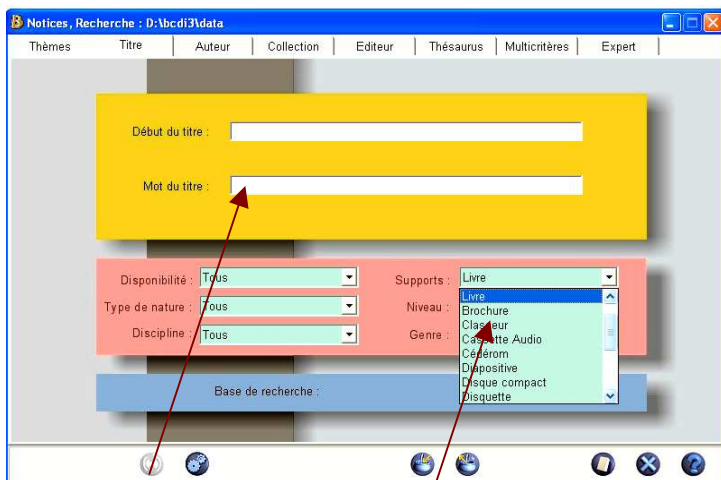 Notices, Recherche : D:\bcdi3\data
Thèmes Titre Auteur Collection Editeur Thésaurus Multicritères Expert
Début du titre :
Mot du titre :
Disponibilité : Tous Supports : Livre
Type de nature : Tous Niveau :
Discipline : Tous Genre :
Livre
Brochure
Classeur
Cassette Audio
Cédérom
Diapositive
Disque compact
Disquette
Base de recherche :